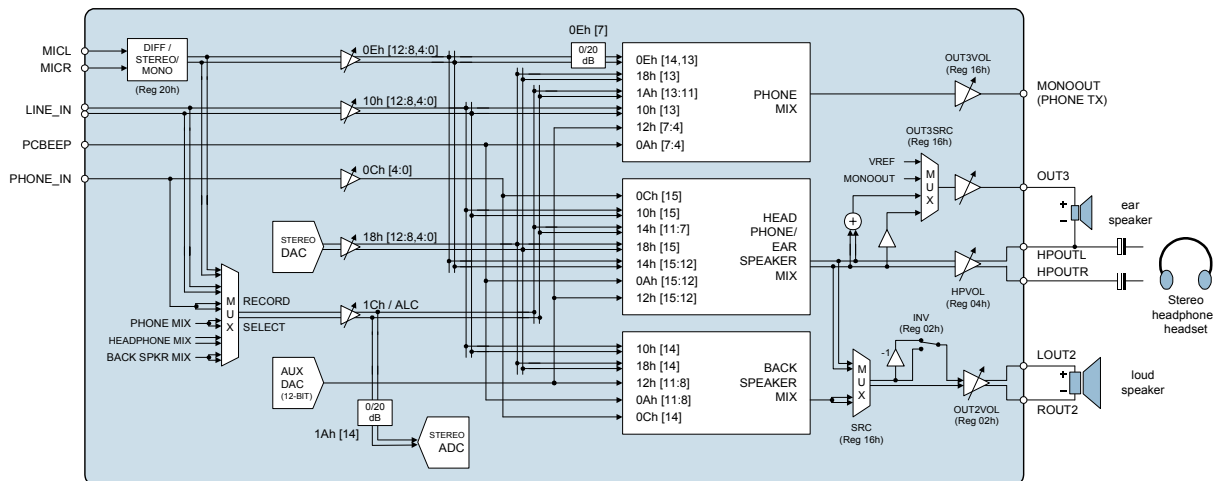 MICL
MICR
LINE_IN
PCBEEP
PHONE_IN
DIFF /
STEREO/
MONO
(Reg 20h)
0Eh [12:8,4:0]
10h [12:8,4:0]
0Ch [4:0]
STEREO
DAC
18h [12:8,4:0]
M
U
X
RECORD
SELECT
PHONE MIX
HEADPHONE MIX
BACK SPKR MIX
1Ch / ALC
AUX
DAC
(12-BIT)
0/20
dB
1Ah [14]
STEREO
ADC
0Eh [7]
0/20
dB
0Eh [14,13]
18h [13]
1Ah [13:11]
10h [13]
12h [7:4]
0Ah [7:4]
PHONE
MIX
0Ch [15]
10h [15]
14h [11:7]
18h [15]
14h [15:12]
0Ah [15:12]
12h [15:12]
HEAD
PHONE/
EAR
SPEAKER
MIX
10h [14]
18h [14]
12h [11:8]
0Ah [11:8]
0Ch [14]
BACK
SPEAKER
MIX
OUT3VOL
(Reg 16h)
MONOOUT
(PHONE TX)
OUT3SRC
(Reg 16h)
VREF
MONOOUT
M
U
X
+
OUT3
+
−
ear
speaker
HPOUTL
HPOUTR
HPVOL
(Reg 04h)
Stereo
headphone
headset
INV
(Reg 02h)
-1
M
U
X
SRC
(Reg 16h)
OUT2VOL
(Reg 02h)
LOUT2
+
−
ROUT2
loud
speaker